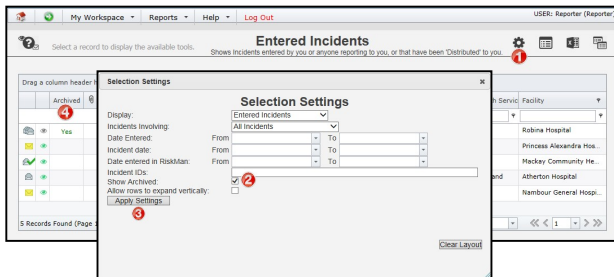 My Workspace Reports Help Log Out USER: Reporter (Reporter)
Select a record to display the available tools. Entered Incidents
Shows Incidents entered by you or anyone reporting to you, or that have been 'Distributed' to you.
1
Drag a column header h
Selection Settings x
Archived
h Servic Facility
4
Selection Settings
Display: Entered Incidents
Incidents Involving: All Incidents
Date Entered: From To
Incident date: From To
Date entered in RiskMan: From To
Incident IDs:
Show Archived: 2
Allow rows to expand vertically:
Apply Settings
3
Clear Layout
Yes
Robina Hospital
Princess Alexandra Hos...
Mackay Community He...
and Atherton Hospital
Nambour General Hospi...
5 Records Found (Page 1
1